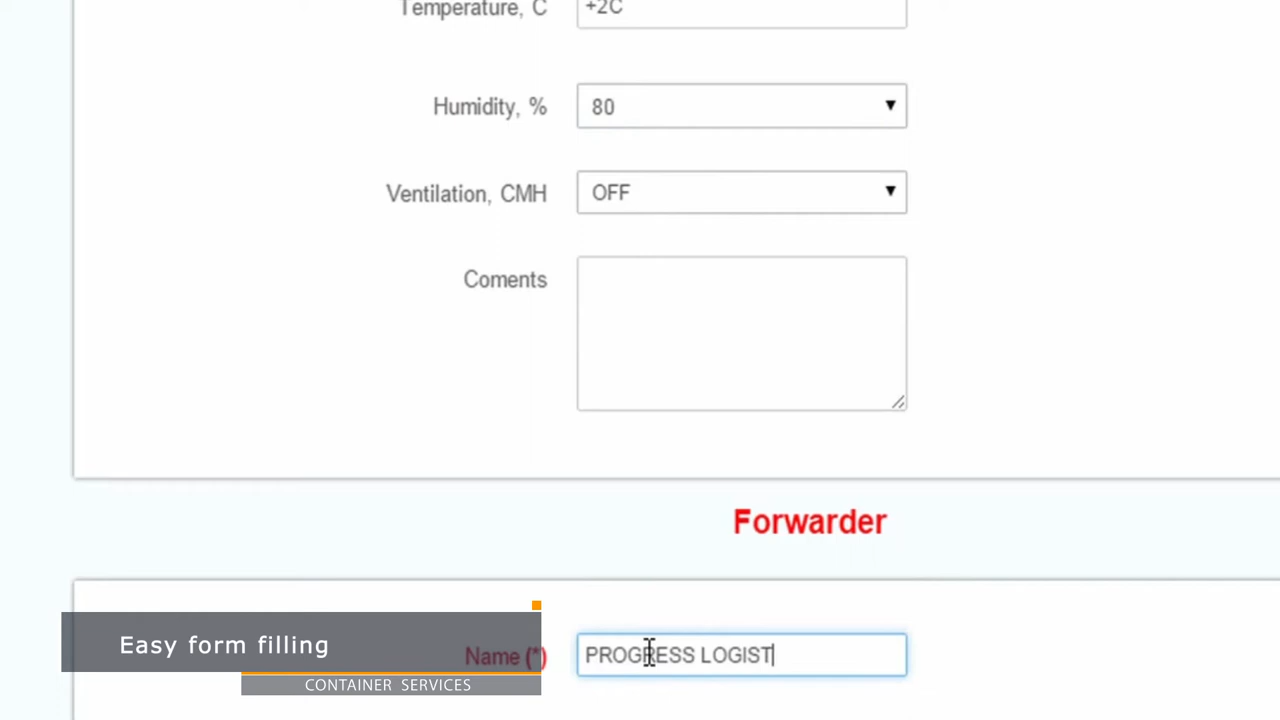 Temperature, C +2C
Humidity, % 80
Ventilation, CMH OFF
Coments
Forwarder
Name (*) PROGRESS LOGIST
Easy form filling
CONTAINER SERVICES